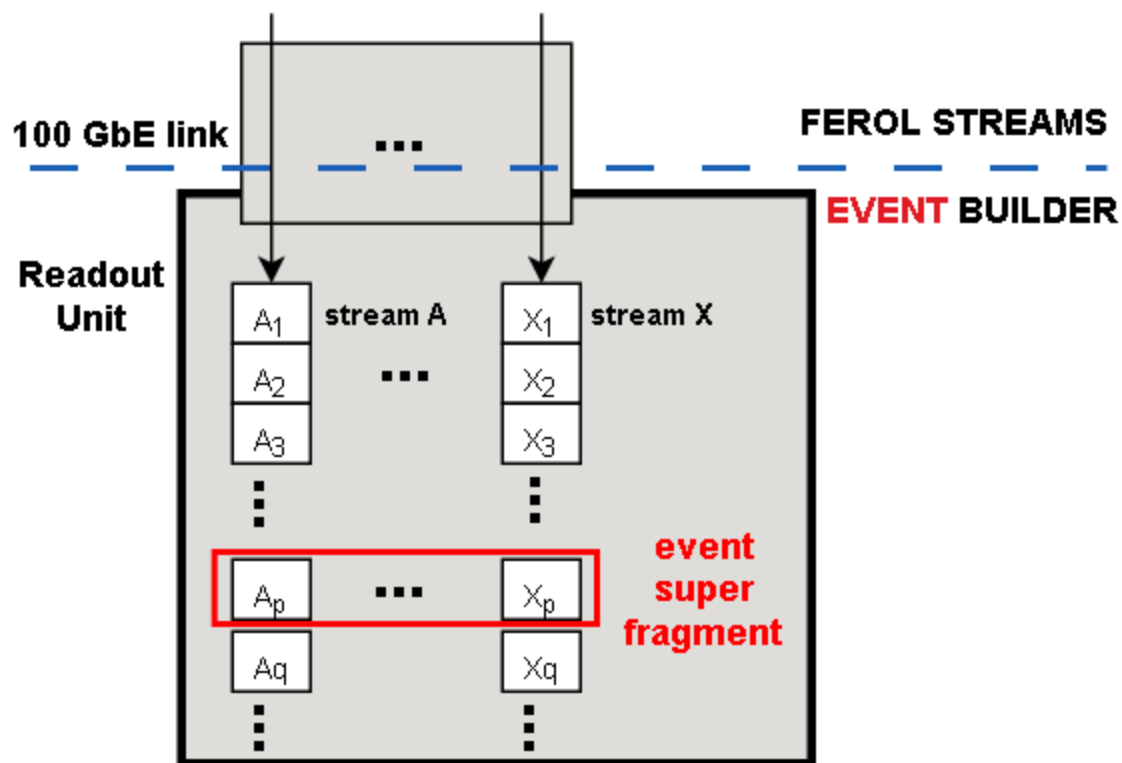 100 GbE link
...
FEROL STREAMS
EVENT BUILDER
Readout
Unit
A1 stream A
X1 stream X
A2 ... X2
A3 X3
event
super
fragment
Ap ... Xp
Aq Xq